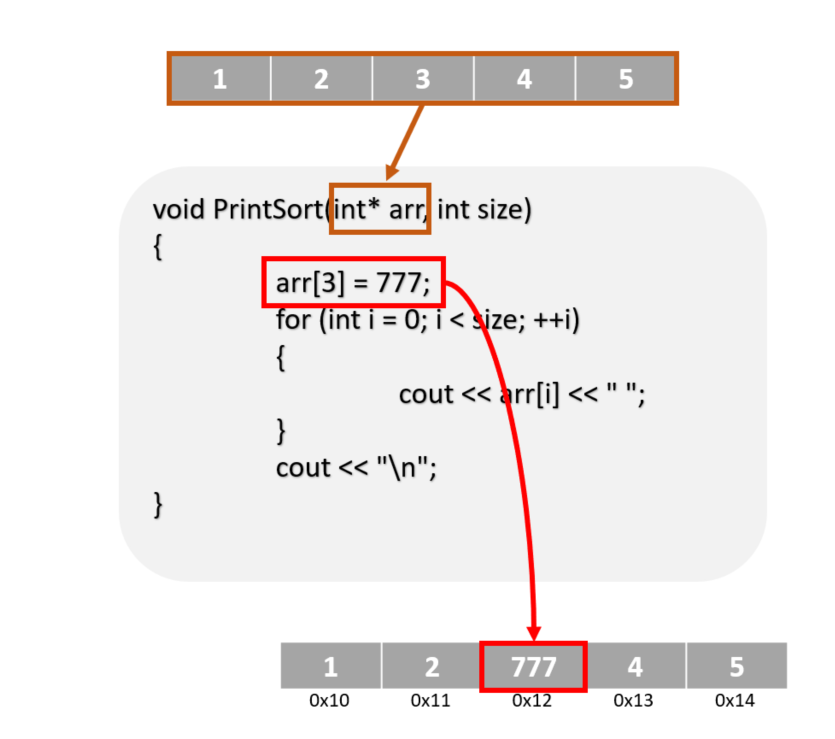 1 2 3 4 5
void PrintSort(int* arr, int size)
{
arr[3] = 777;
for (int i = 0; i < size; ++i)
{
cout << arr[i] << " ";
}
cout << "\n";
}
1 2 777 4 5
0x10 0x11 0x12 0x13 0x14